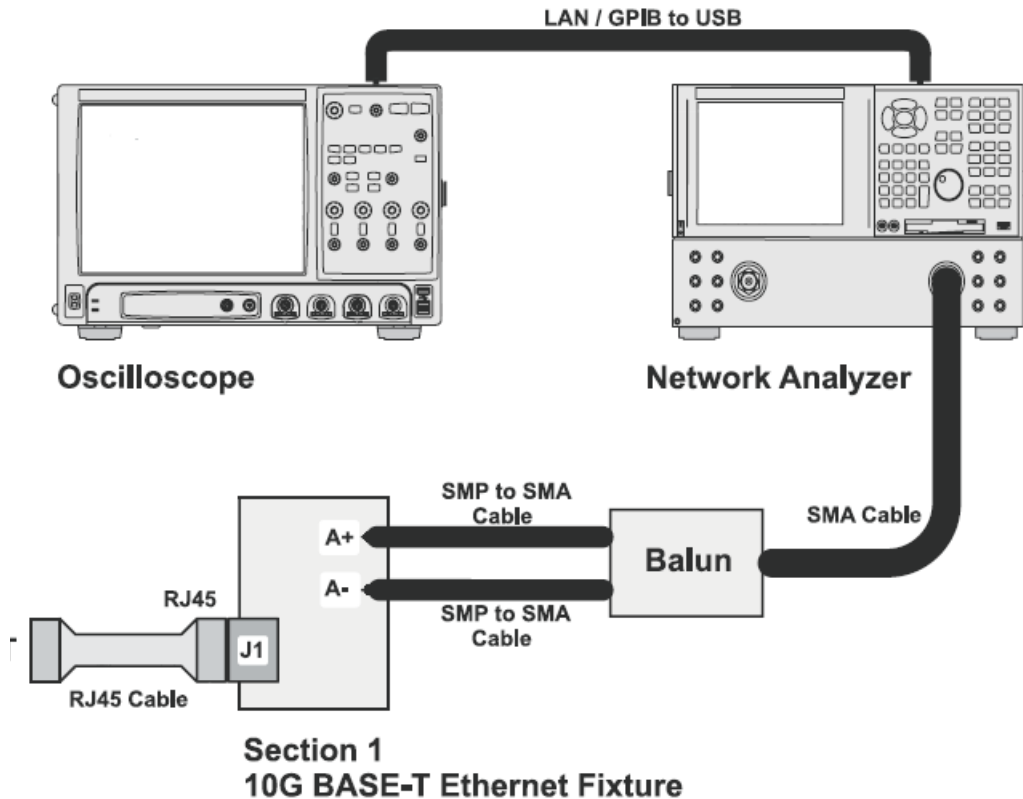 LAN / GPIB to USB
Oscilloscope
Network Analyzer
SMP to SMA
Cable
SMA Cable
A+
Balun
A-
RJ45
SMP to SMA
Cable
J1
RJ45 Cable
Section 1
10G BASE-T Ethernet Fixture